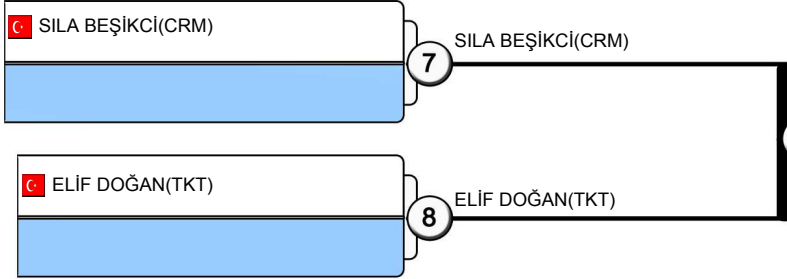 SILA BEŞİKCİ(CRM)
7
SILA BEŞİKCİ(CRM)
ELİF DOĞAN(TKT)
8
ELİF DOĞAN(TKT)